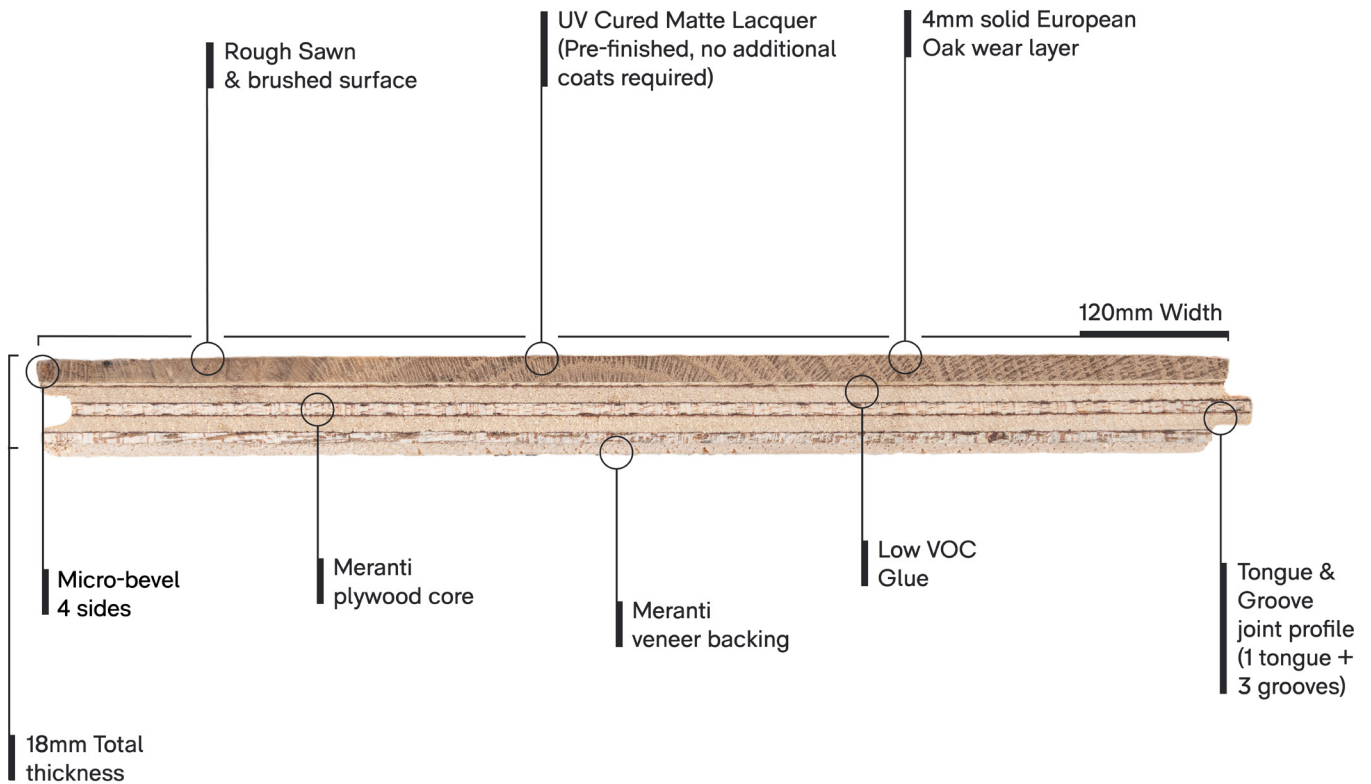 Rough Sawn
& brushed surface
UV Cured Matte Lacquer
(Pre-finished, no additional
coats required)
4mm solid European
Oak wear layer
120mm Width
Micro-bevel
4 sides
Meranti
plywood core
Meranti
veneer backing
Low VOC
Glue
Tongue &
Groove
joint profile
(1 tongue +
3 grooves)
18mm Total
thickness